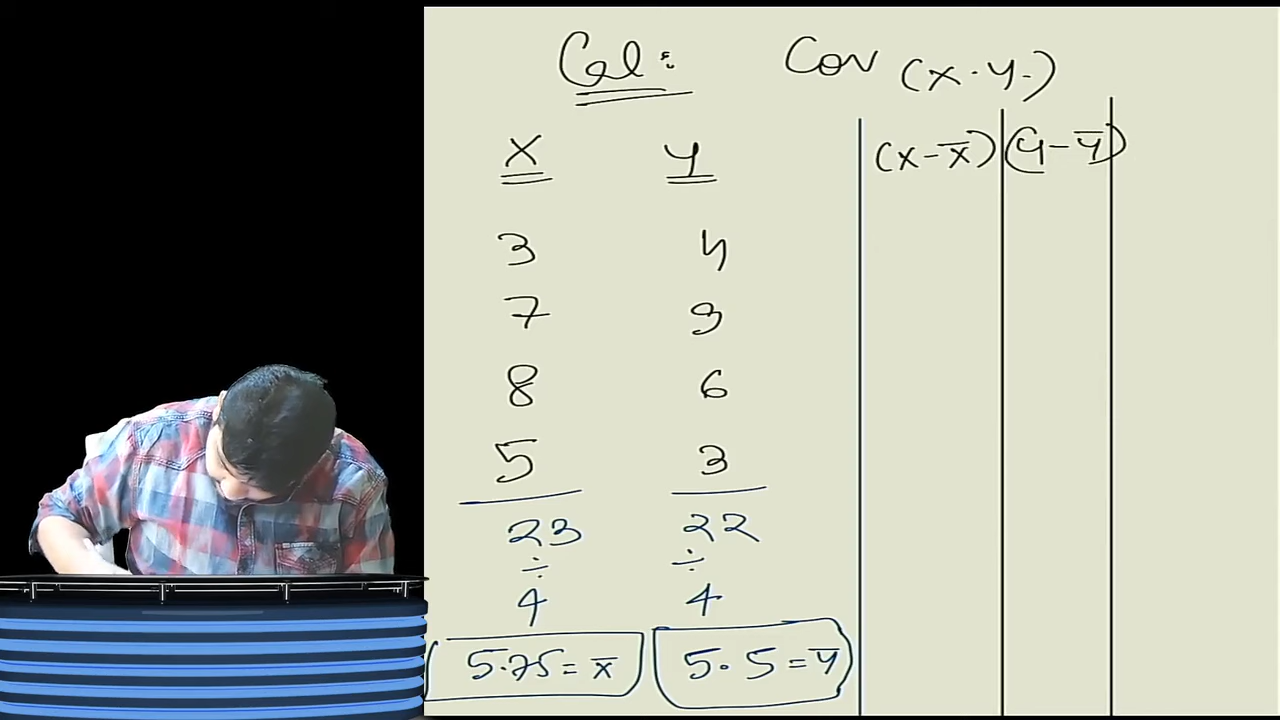 Cal: Cov (x.y.)
x y (x-x̅) (y-y̅)
3 4
7 9
8 6
5 3
23 22
÷ ÷
4 4
5.75=x̅ 5.5=y̅